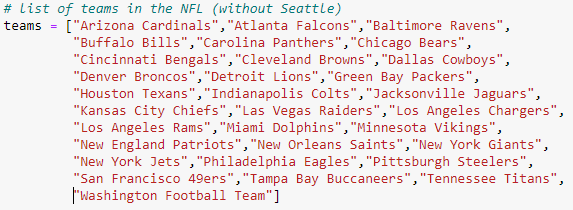 # list of teams in the NFL (without Seattle)
teams = ["Arizona Cardinals","Atlanta Falcons","Baltimore Ravens",
"Buffalo Bills","Carolina Panthers","Chicago Bears",
"Cincinnati Bengals","Cleveland Browns","Dallas Cowboys",
"Denver Broncos","Detroit Lions","Green Bay Packers",
"Houston Texans","Indianapolis Colts","Jacksonville Jaguars",
"Kansas City Chiefs","Las Vegas Raiders","Los Angeles Chargers",
"Los Angeles Rams","Miami Dolphins","Minnesota Vikings",
"New England Patriots","New Orleans Saints","New York Giants",
"New York Jets","Philadelphia Eagles","Pittsburgh Steelers",
"San Francisco 49ers","Tampa Bay Buccaneers","Tennessee Titans",
"Washington Football Team"]